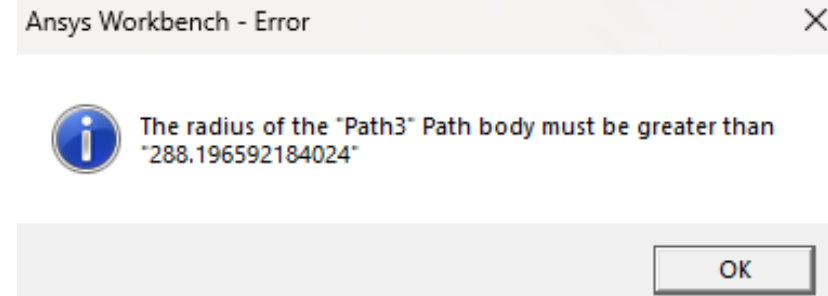 Ansys Workbench - Error
The radius of the "Path3" Path body must be greater than
"288.196592184024"
OK